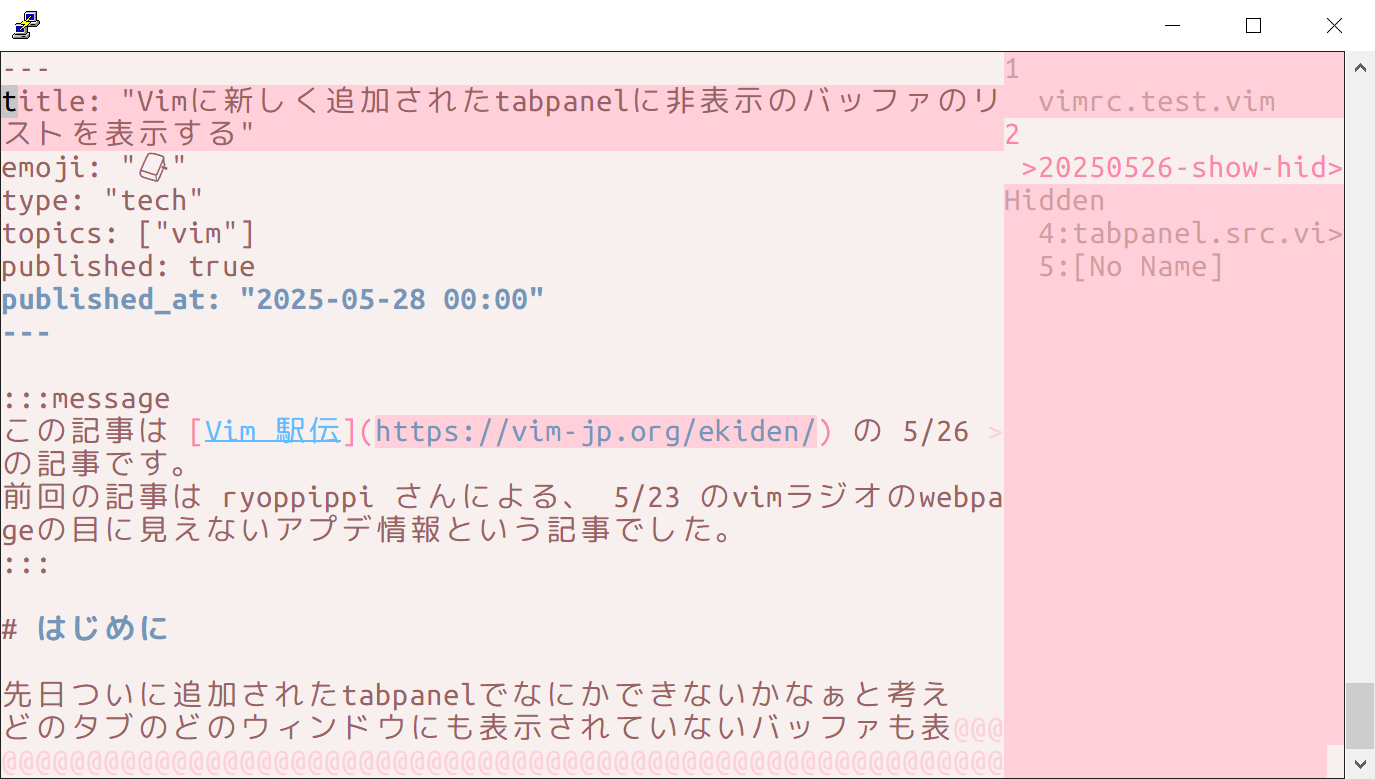 ---
title: "Vimに新しく追加されたtabpanelに非表示のバッファのリ
ストを表示する"
emoji: "📕"
type: "tech"
topics: ["vim"]
published: true
published_at: "2025-05-28 00:00"
---
:::message
この記事は [Vim 駅伝](https://vim-jp.org/ekiden/) の 5/26 >
の記事です。
前回の記事は ryoppippi さんによる、 5/23 のvimラジオのwebpa
geの目に見えないアプデ情報という記事でした。
:::
# はじめに
先日ついに追加されたtabpanelでなにかできないかなぁと考え
どのタブのどのウィンドウにも表示されていないバッファも表@@@
@@@@@@@@@@@@@@@@@@@@@@@@@@@@@@@@@@@@@@@@@@@@@@@@@@@@@@@@@@@
1
vimrc.test.vim
2
>20250526-show-hid>
Hidden
4:tabpanel.src.vi>
5:[No Name]